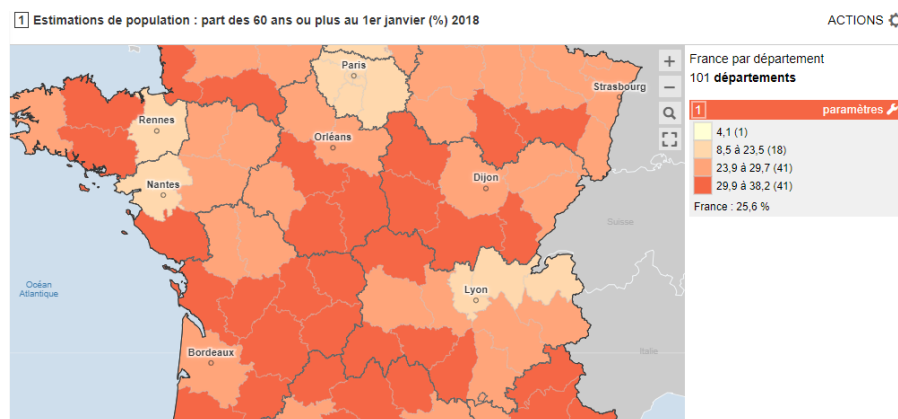 1 Estimations de population : part des 60 ans ou plus au 1er janvier (%) 2018
ACTIONS
Paris
Strasbourg
Rennes
Orléans
Nantes
Dijon
Suisse
Océan
Atlantique
Lyon
Bordeaux
Italie
+
−
France par département
101 départements
1 paramètres
4,1 (1)
8,5 à 23,5 (18)
23,9 à 29,7 (41)
29,9 à 38,2 (41)
France : 25,6 %